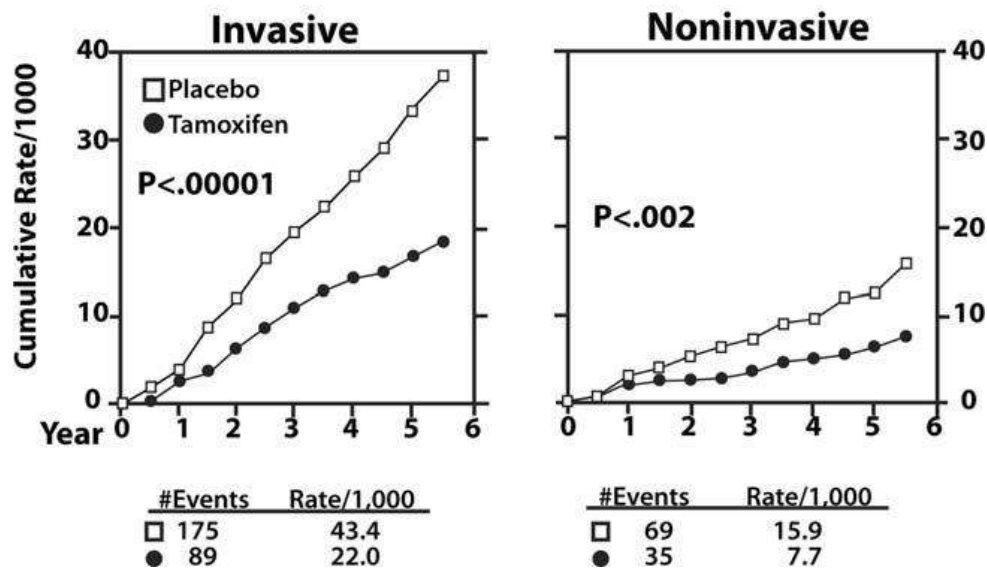 Invasive
Noninvasive
Cumulative Rate/1000
40
30
20
10
0
Placebo
Tamoxifen
P<.00001
Year
0 1 2 3 4 5 6
P<.002
40
30
20
10
0
0 1 2 3 4 5 6
#Events Rate/1,000
175 43.4
89 22.0
#Events Rate/1,000
69 15.9
35 7.7